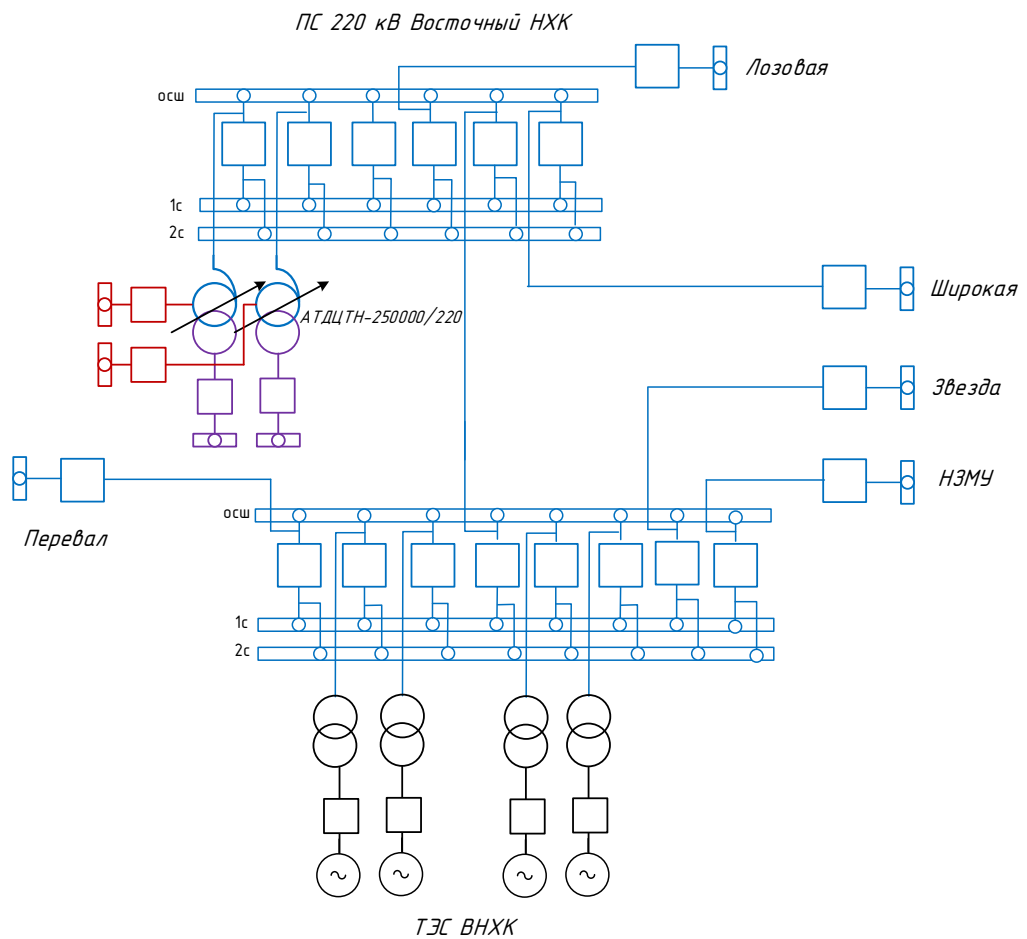 ПС 220 кВ Восточный НХК
Лозовая
осш
1с
2с
Широкая
АТДЦТН-250000/220
Звезда
НЗМУ
Перевал
осш
1с
2с
ТЭС ВНХК